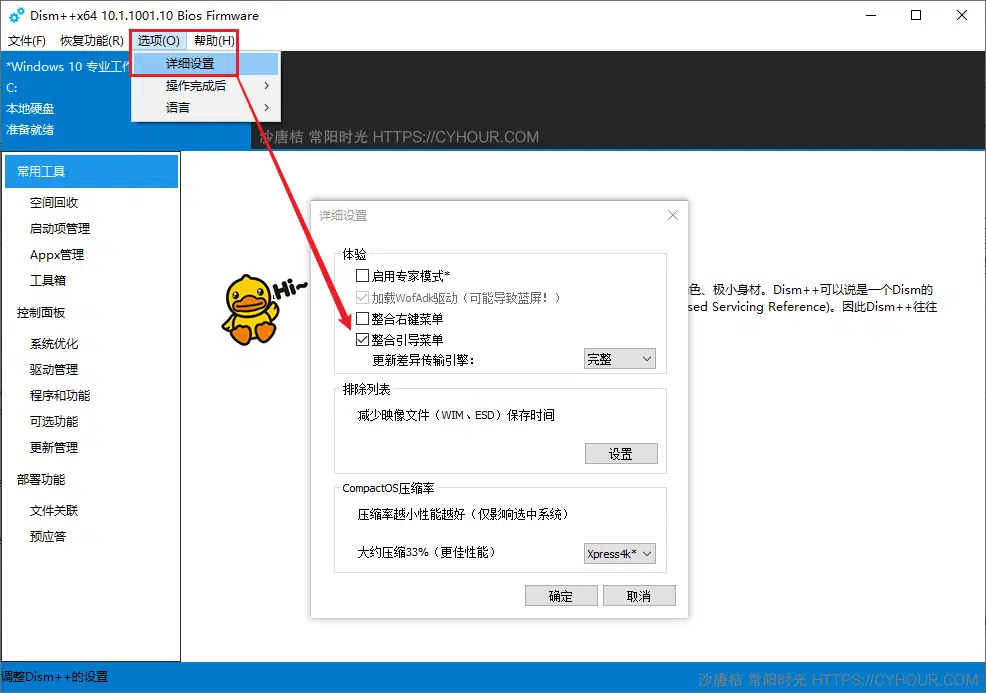 Dism++x64 10.1.1001.10 Bios Firmware
文件(F) 恢复功能(R) 选项(O) 帮助(H)
详细设置
操作完成后
语言
*Windows 10 专业工作
C:
本地硬盘
准备就绪
沙唐桔 常阳时光 HTTPS://CYHOUR.COM
常用工具
空间回收
启动项管理
Appx管理
工具箱
控制面板
系统优化
驱动管理
程序和功能
可选功能
更新管理
部署功能
文件关联
预应答
Hi~
色、极小身材。Dism++可以说是一个Dism的
sed Servicing Reference)。因此Dism++往往
详细设置
体验
启用专家模式*
加载WofAdk驱动（可能导致蓝屏！）
整合右键菜单
整合引导菜单
更新差异传输引擎： 完整
排除列表
减少映像文件（WIM、ESD）保存时间
设置
CompactOS压缩率
压缩率越小性能越好（仅影响选中系统）
大约压缩33%（更佳性能） Xpress4k*
确定 取消
调整Dism++的设置
沙唐桔 常阳时光 HTTPS://CYHOUR.COM